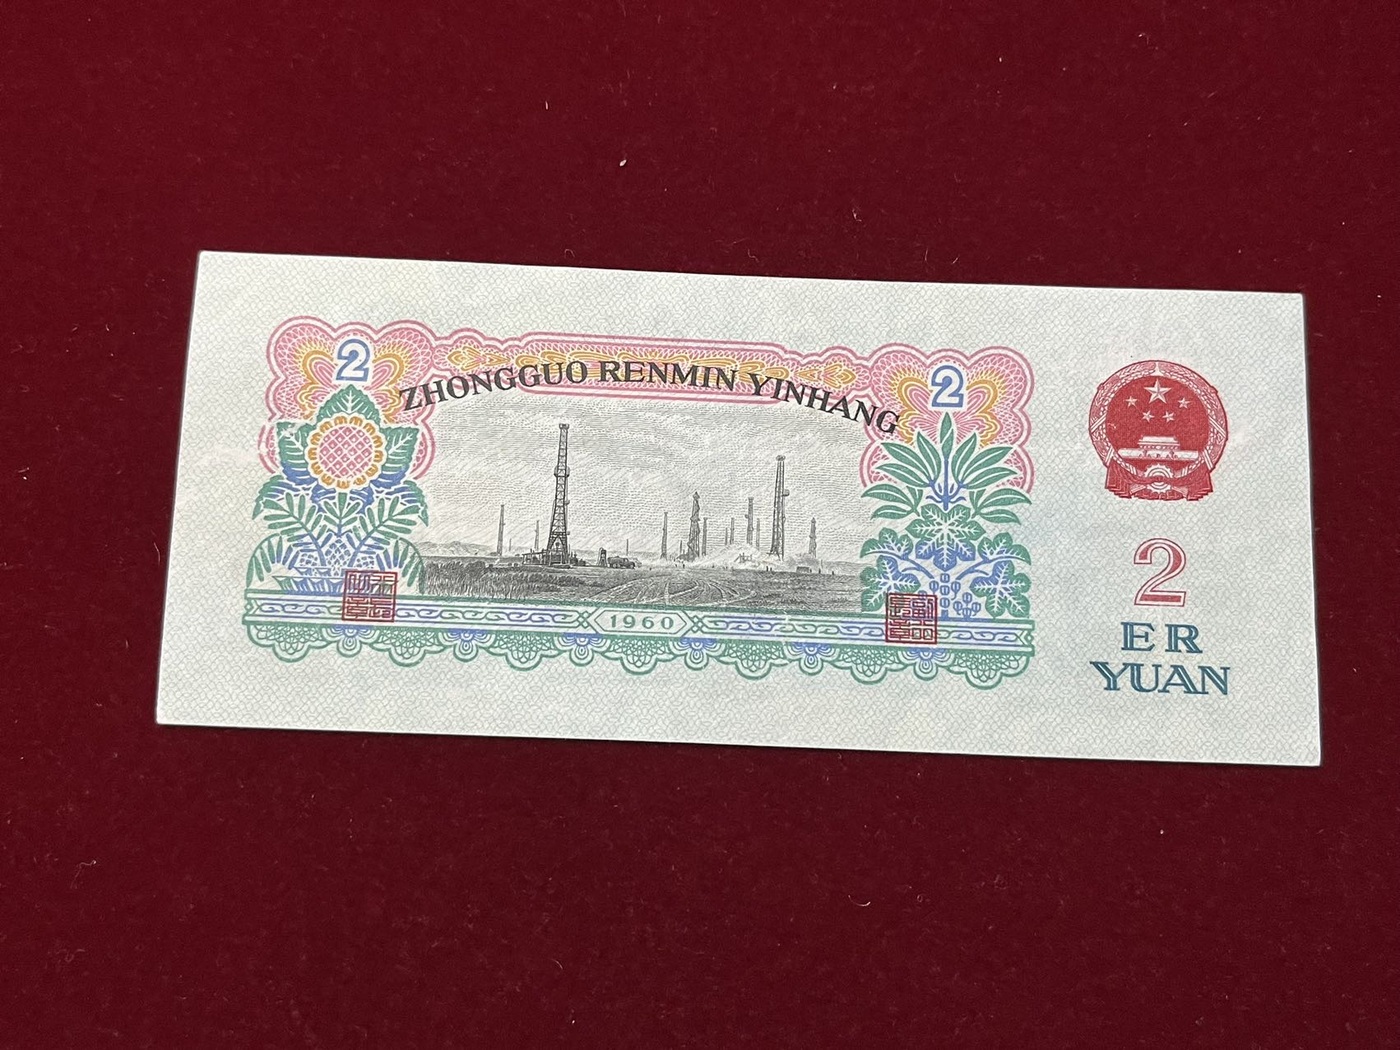 2
2
ZHONGGUO RENMIN YINHANG
1960
2
ER
YUAN